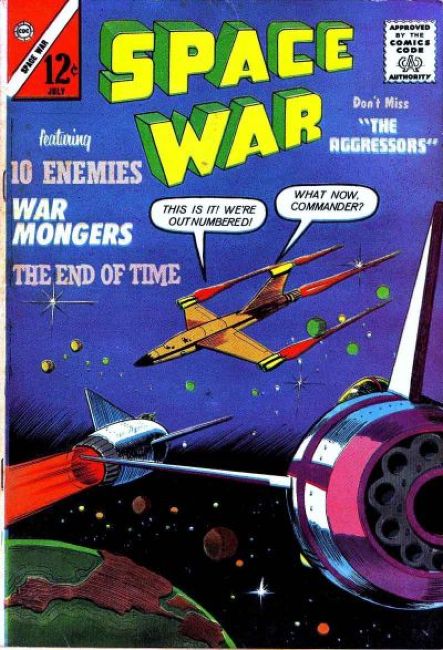 CDC
SPACE WAR
12¢
JULY
SPACE
WAR
APPROVED
BY THE
COMICS
CODE
CA
AUTHORITY
Don't Miss
"THE
AGGRESSORS"
featuring
10 ENEMIES
WAR
MONGERS
THE END OF TIME
THIS IS IT! WE'RE
OUTNUMBERED!
WHAT NOW,
COMMANDER?